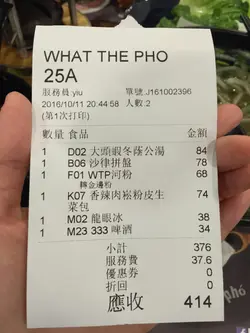 WHAT THE PHO
25A
服務員:yiu 單號:J161002396
2016/10/11 20:44:58 人數:2
(第1次打印)
數量 食品 金額
1 D02 大頭蝦冬蔭公湯 84
1 B06 沙律拼盤 78
1 F01 WTP河粉 68
轉金邊粉
1 K07 香辣肉崧粉皮生菜包 74
1 M02 龍眼冰 38
1 M23 333 啤酒 34
小計 376
服務費 37.6
優惠券 0
折回 0
應收 414
phở